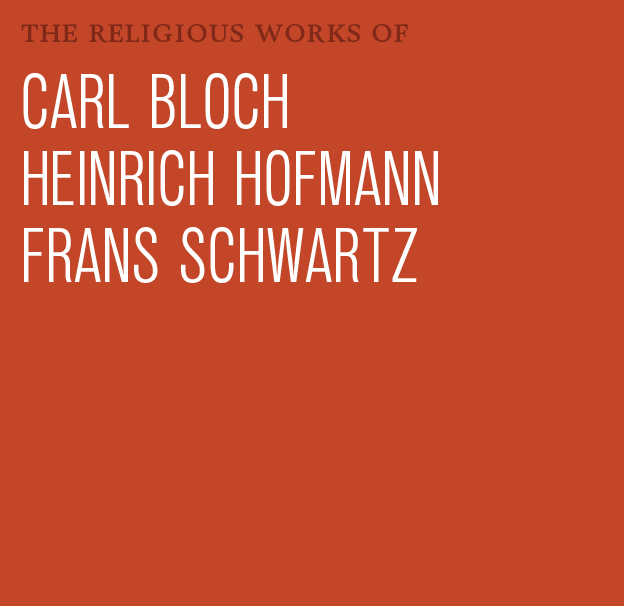 THE RELIGIOUS WORKS OF
CARL BLOCH
HEINRICH HOFMANN
FRANS SCHWARTZ